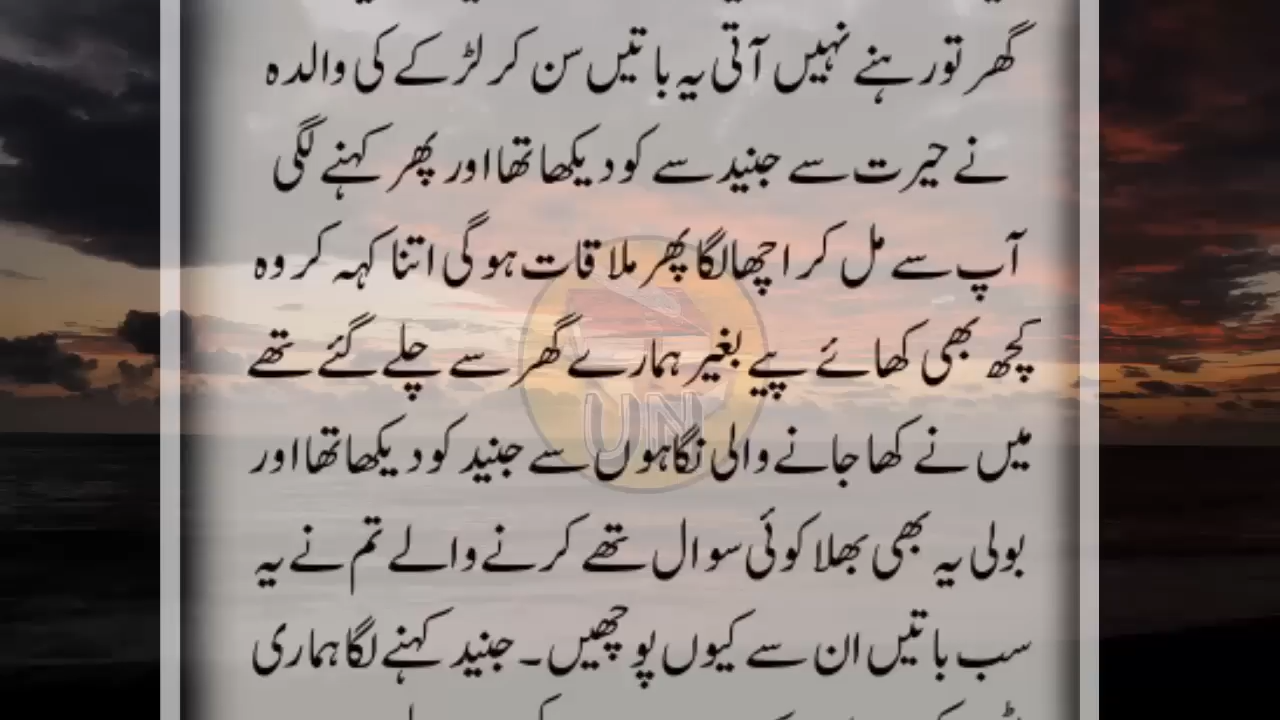 گھر تو رہنے نہیں آتی یہ باتیں سن کر لڑکے کی والدہ
نے حیرت سے جنید سے کو دیکھا تھا اور پھر کہنے لگی
آپ سے مل کر اچھا لگا پھر ملاقات ہو گی اتنا کہہ کر وہ
کچھ بھی کھائے پیے بغیر ہمارے گھر سے چلے گئے تھے
میں نے کھا جانے والی نگاہوں سے جنید کو دیکھا تھا اور
بولی یہ بھی بھلا کوئی سوال تھے کرنے والے تم نے یہ
سب باتیں ان سے کیوں پوچھیں۔ جنید کہنے لگا ہماری
UN